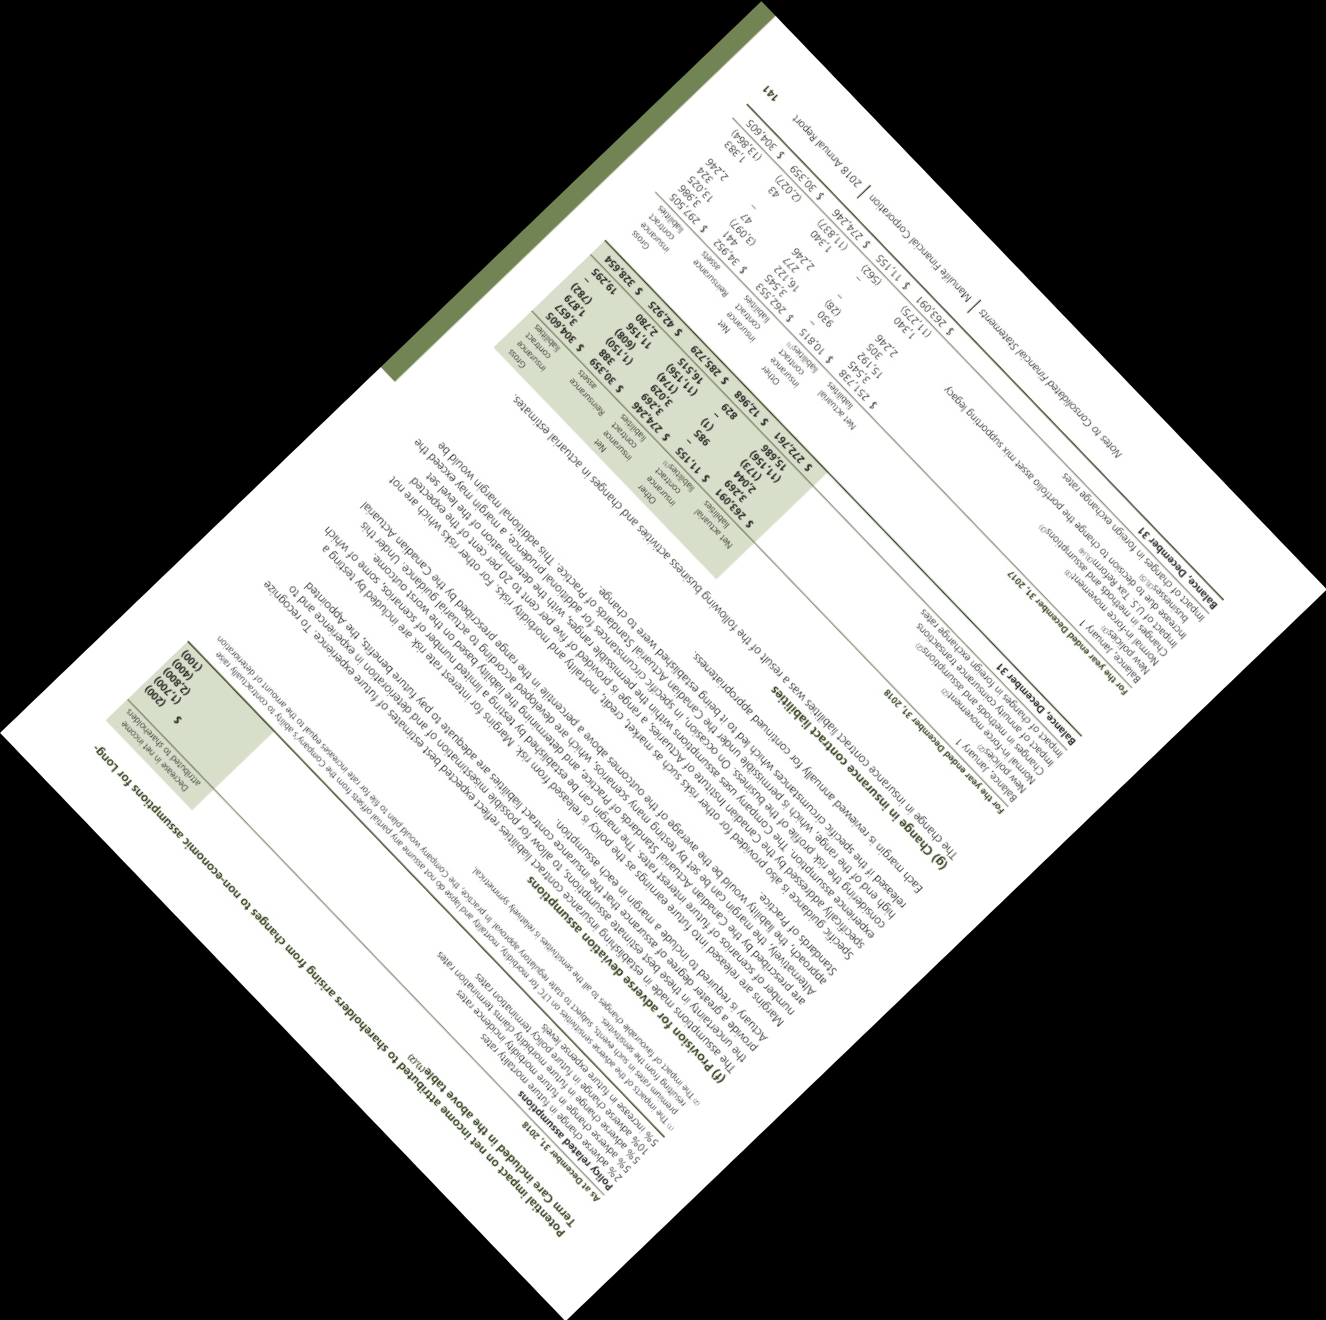 Potential impact on net income attributed to shareholders arising from changes to non-economic assumptions for Long-
Term Care included in the above table(1),(2)
As at December 31, 2018
Decrease in net income
attributed to shareholders
Policy related assumptions
2% adverse change in future mortality rates $ (200)
5% adverse change in future morbidity incidence rates (1,700)
5% adverse change in future morbidity claims termination rates (2,800)
10% adverse change in future policy termination rates (400)
5% increase in future expense levels (100)
(1) The impacts of the adverse sensitivities on LTC for morbidity, mortality and lapse do not assume any partial offsets from the Company's ability to contractually raise
premium rates in such events, subject to state regulatory approval. In practice, the Company would plan to file for rate increases equal to the amount of deterioration
resulting from the sensitivities.
(2) The impact of favourable changes to all the sensitivities is relatively symmetrical.
(f) Provision for adverse deviation assumptions
The assumptions made in establishing insurance contract liabilities reflect expected best estimates of future experience. To recognize
the uncertainty in these best estimate assumptions, to allow for possible misestimation of and deterioration in experience and to
provide a greater degree of assurance that the insurance contract liabilities are adequate to pay future benefits, the Appointed
Actuary is required to include a margin in each assumption.
Margins are released into future earnings as the policy is released from risk. Margins for interest rate risk are included by testing a
number of scenarios of future interest rates. The margin can be established by testing a limited number of scenarios, some of which
are prescribed by the Canadian Actuarial Standards of Practice, and determining the liability based on the worst outcome. Under this
Alternatively, the margin can be set by testing many scenarios, which are developed according to actuarial guidance.
approach, the liability would be the average of the outcomes above a percentile in the range prescribed by the Canadian Actuarial
Standards of Practice.
Specific guidance is also provided for other risks such as market, credit, mortality and morbidity risks. For other risks which are not
specifically addressed by the Canadian Institute of Actuaries, a range is provided of five per cent to 20 per cent of the expected
experience assumption. The Company uses assumptions within the permissible ranges, with the determination of the level set
considering the risk profile of the business. On occasion, in specific circumstances for additional prudence, a margin may exceed the
high end of the range, which is permissible under the Canadian Actuarial Standards of Practice. This additional margin would be
released if the specific circumstances which led to it being established were to change.
Each margin is reviewed annually for continued appropriateness.
(g) Change in insurance contract liabilities
The change in insurance contract liabilities was a result of the following business activities and changes in actuarial estimates.
For the year ended December 31, 2018
Net actuarial
liabilities
Other
insurance
contract
liabilities(1)
Net
insurance
contract
liabilities
Reinsurance
assets
Gross
insurance
contract
liabilities
Balance, January 1 $ 263,091 $ 11,155 $ 274,246 $ 30,359 $ 304,605
New policies(2) 3,269 – 3,269 388 3,657
Normal in-force movement(2) 2,044 985 3,029 (1,150) 1,879
Changes in methods and assumptions(2) (173) (1) (174) (608) (782)
Impact of annuity coinsurance transactions (11,156) – (11,156) 11,156 –
Impact of changes in foreign exchange rates 15,686 829 16,515 2,780 19,295
Balance, December 31 $ 272,761 $ 12,968 $ 285,729 $ 42,925 $ 328,654
For the year ended December 31, 2017
Net actuarial
liabilities
Other
insurance
contract
liabilities(1)
Net
insurance
contract
liabilities
Reinsurance
assets
Gross
insurance
contract
liabilities
Balance, January 1 $ 251,738 $ 10,815 $ 262,553 $ 34,952 $ 297,505
New policies(3) 3,545 – 3,545 441 3,986
Normal in-force movement(3) 15,192 930 16,122 (3,097) 13,025
Changes in methods and assumptions(3) 305 (28) 277 47 324
Impact of U.S. Tax Reform(3),(4) 2,246 – 2,246 – 2,246
Increase due to decision to change the portfolio asset mix supporting legacy
businesses(3),(5) 1,340 – 1,340 43 1,383
Impact of changes in foreign exchange rates (11,275) (562) (11,837) (2,027) (13,864)
Balance, December 31 $ 263,091 $ 11,155 $ 274,246 $ 30,359 $ 304,605
Notes to Consolidated Financial Statements | Manulife Financial Corporation | 2018 Annual Report 141